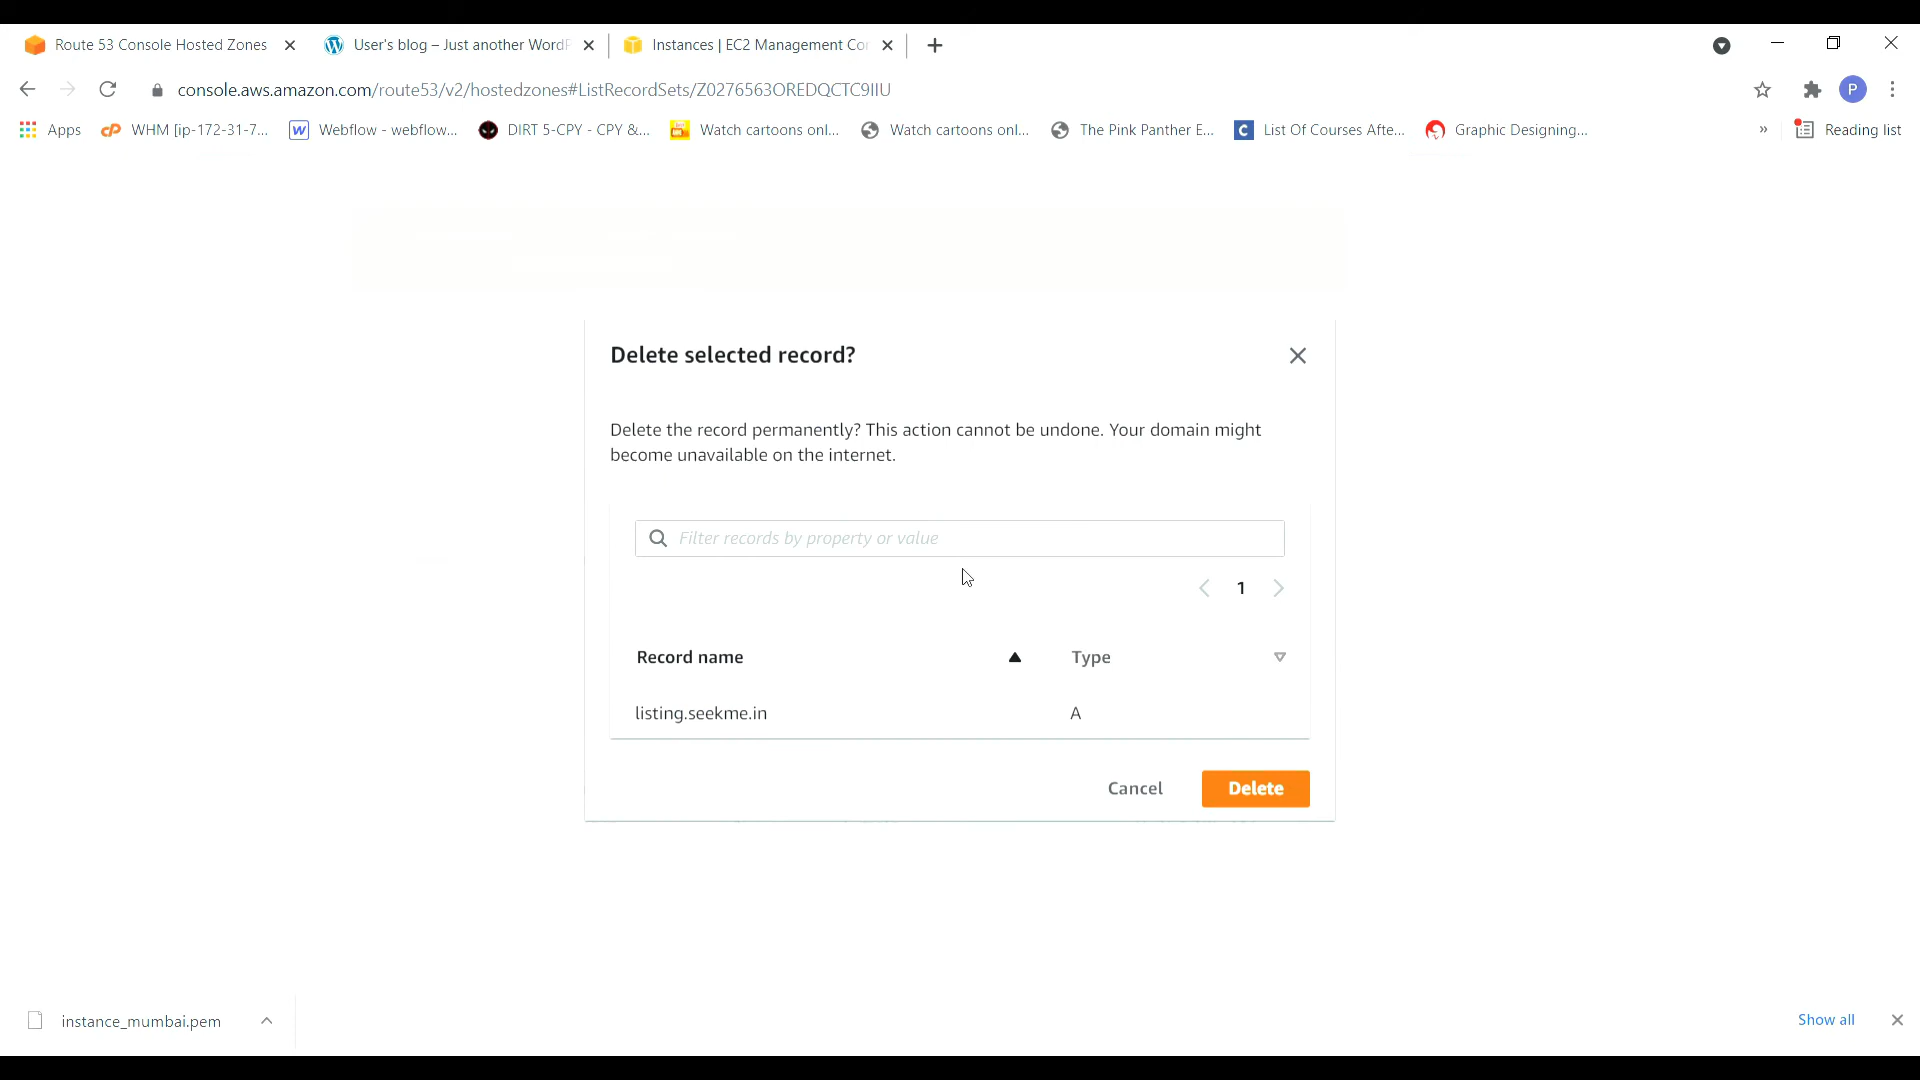 Route 53 Console Hosted Zones
User's blog – Just another WordP
Instances | EC2 Management Con
console.aws.amazon.com/route53/v2/hostedzones#ListRecordSets/Z0276563OREDQCTC9IIU
P
Apps
WHM [ip-172-31-7...
Webflow - webflow...
DIRT 5-CPY - CPY &...
Watch cartoons onl...
Watch cartoons onl...
The Pink Panther E...
List Of Courses Afte...
Graphic Designing...
»
Reading list
Delete selected record?
Delete the record permanently? This action cannot be undone. Your domain might
become unavailable on the internet.
Filter records by property or value
1
Record name
Type
listing.seekme.in
A
Cancel
Delete
instance_mumbai.pem
Show all